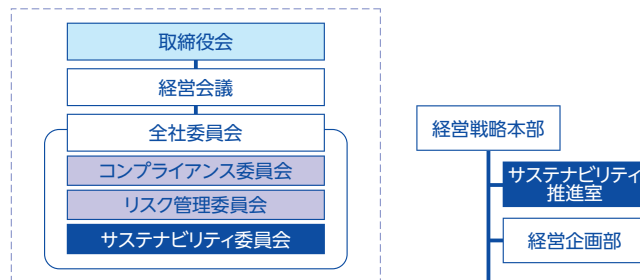 取締役会
経営会議
全社委員会
コンプライアンス委員会
リスク管理委員会
サステナビリティ委員会
経営戦略本部
サステナビリティ
推進室
経営企画部